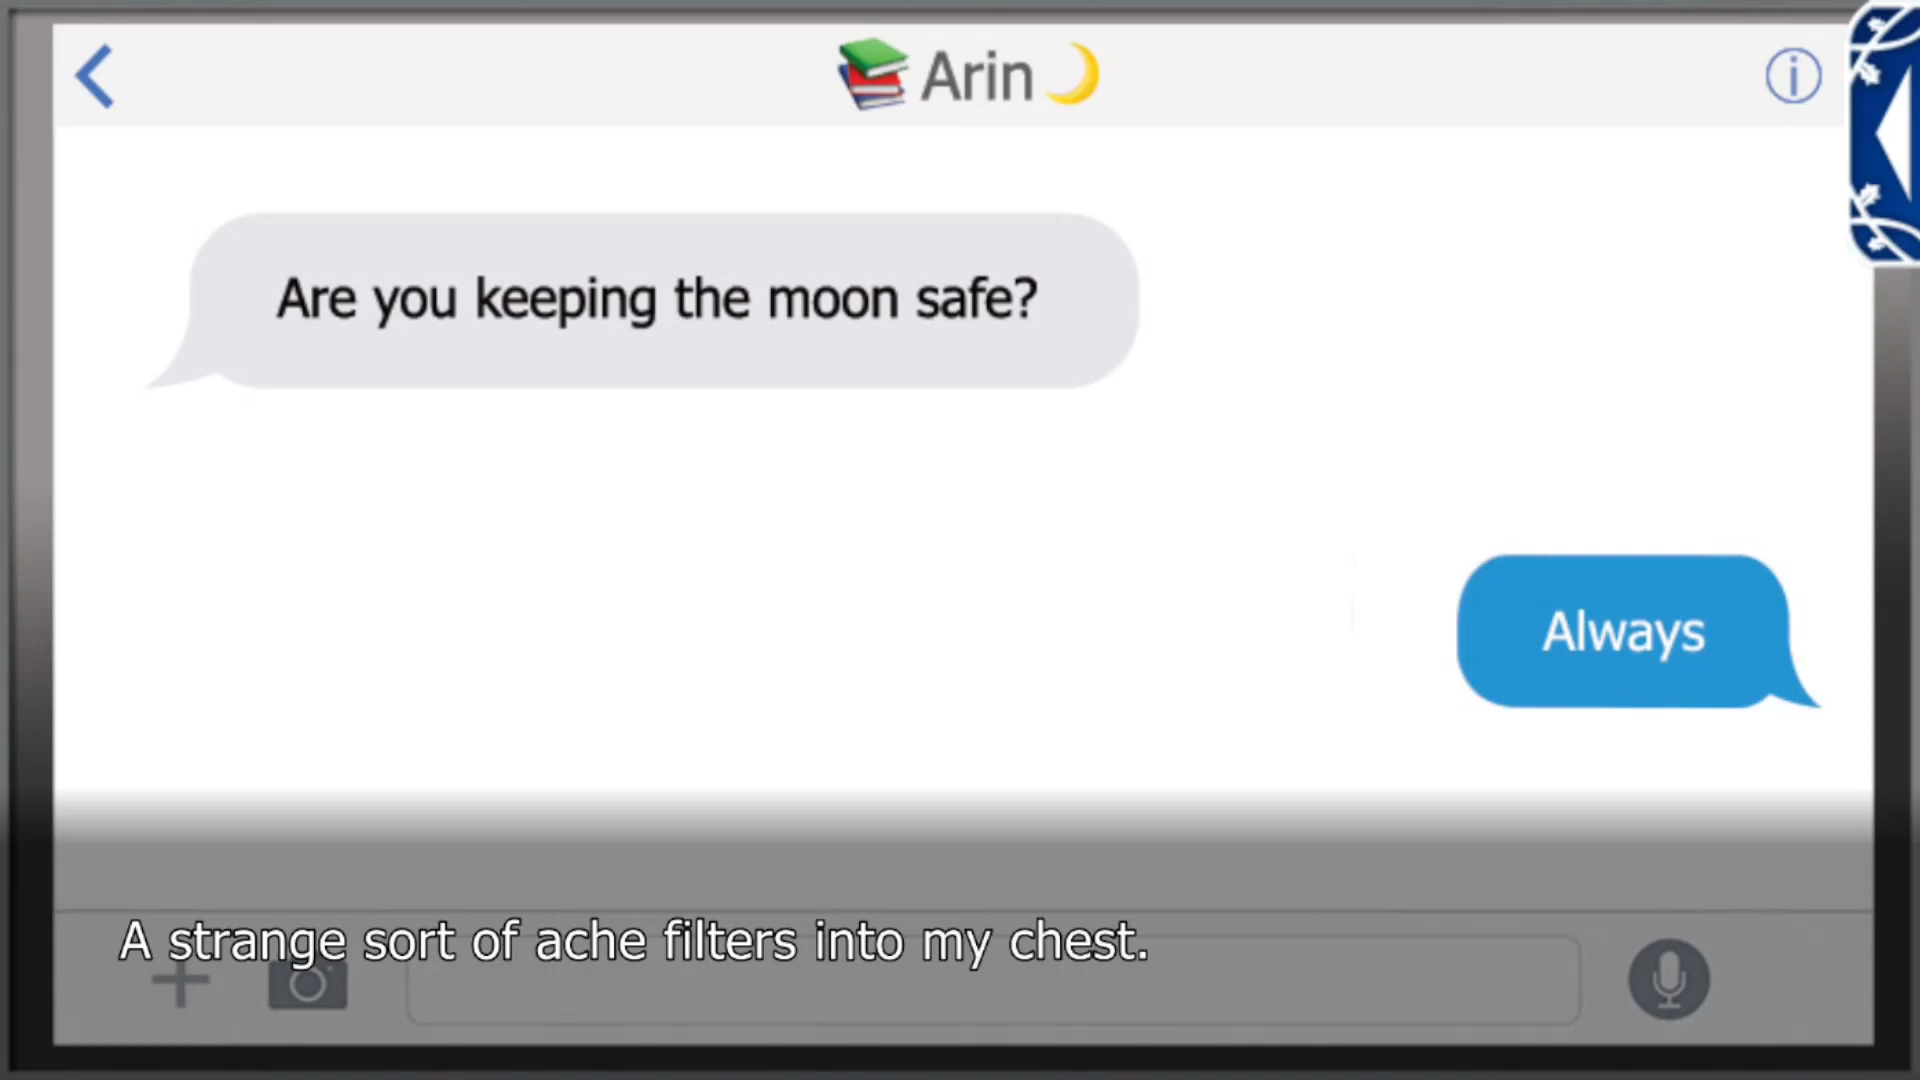 📚 Arin 🌙
Are you keeping the moon safe?
Always
A strange sort of ache filters into my chest.